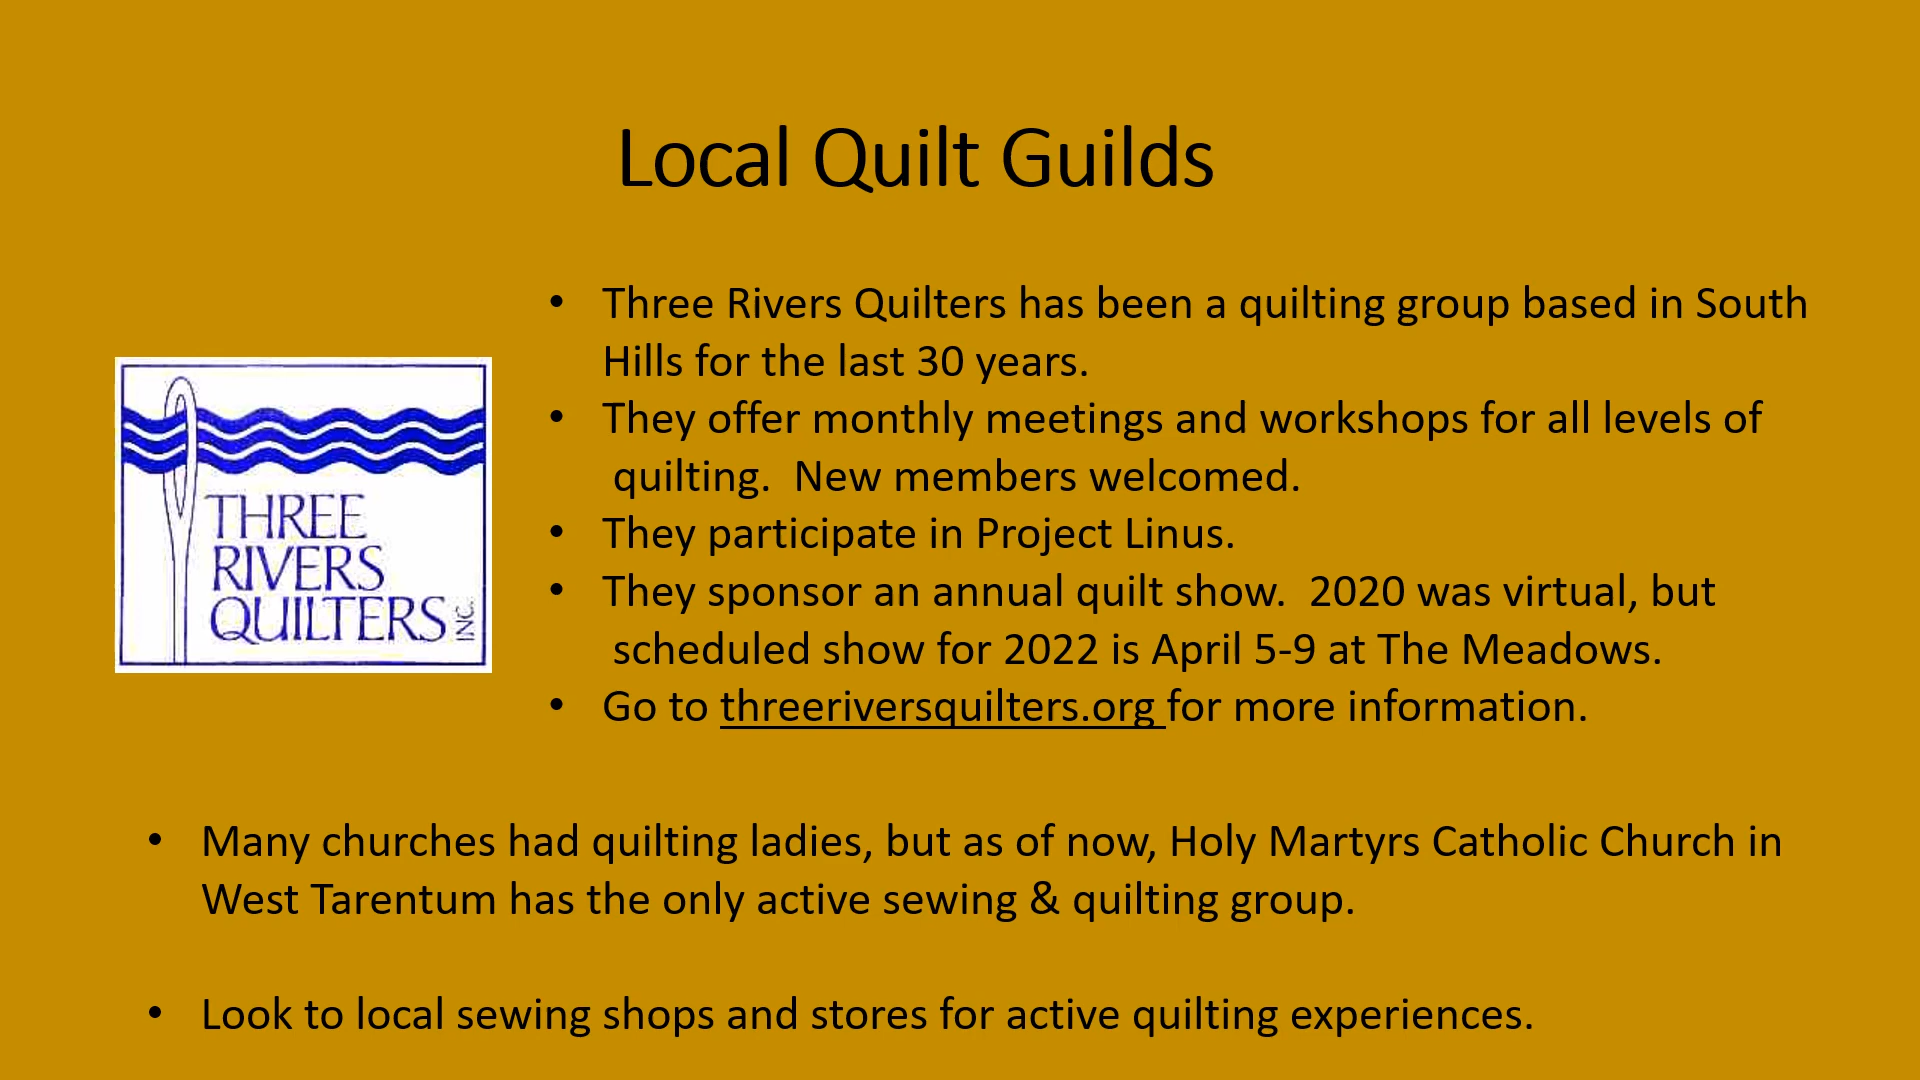 Local Quilt Guilds
• Three Rivers Quilters has been a quilting group based in South
Hills for the last 30 years.
• They offer monthly meetings and workshops for all levels of
quilting.  New members welcomed.
• They participate in Project Linus.
• They sponsor an annual quilt show.  2020 was virtual, but
scheduled show for 2022 is April 5-9 at The Meadows.
• Go to threeriversquilters.org for more information.
THREE
RIVERS
QUILTERS INC.
• Many churches had quilting ladies, but as of now, Holy Martyrs Catholic Church in
West Tarentum has the only active sewing & quilting group.
• Look to local sewing shops and stores for active quilting experiences.